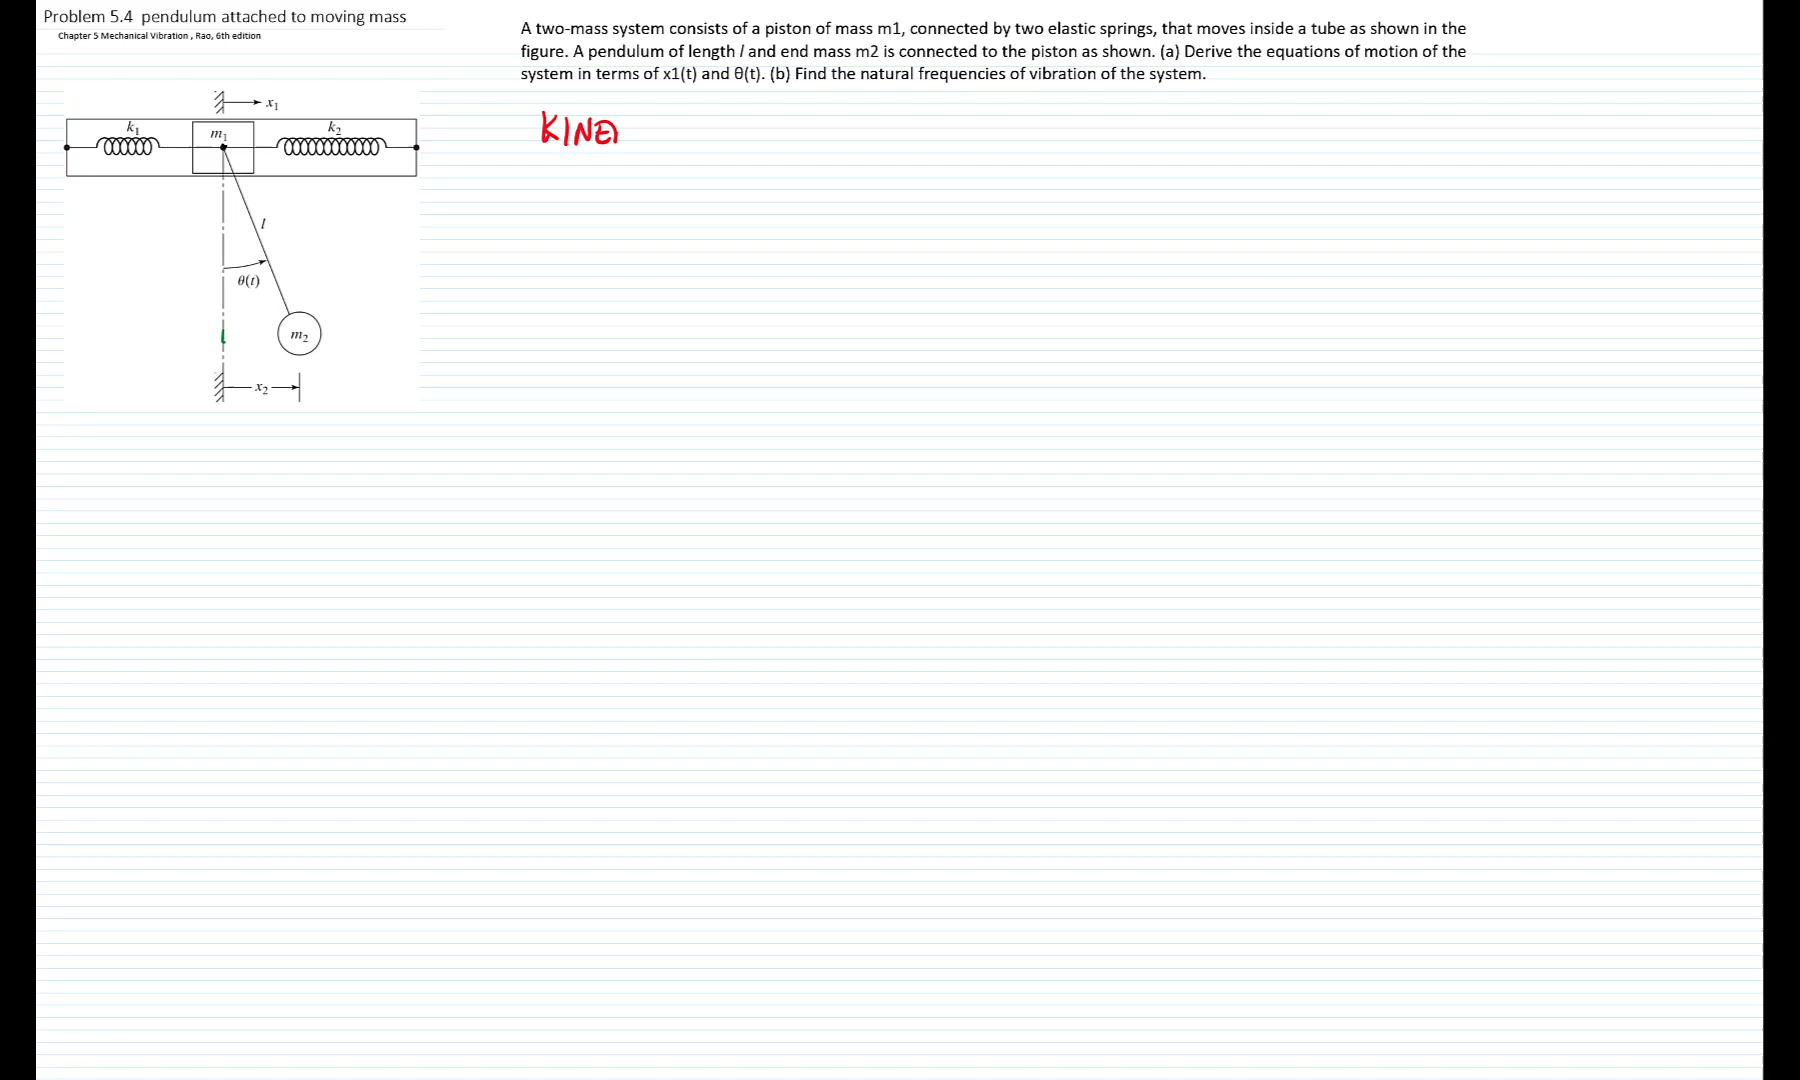 Problem 5.4 pendulum attached to moving mass
Chapter 5 Mechanical Vibration , Rao, 6th edition
A two-mass system consists of a piston of mass m1, connected by two elastic springs, that moves inside a tube as shown in the
figure. A pendulum of length l and end mass m2 is connected to the piston as shown. (a) Derive the equations of motion of the
system in terms of x1(t) and θ(t). (b) Find the natural frequencies of vibration of the system.
KINE
x₁
k₁
m₁
k₂
l
θ(t)
m₂
x₂